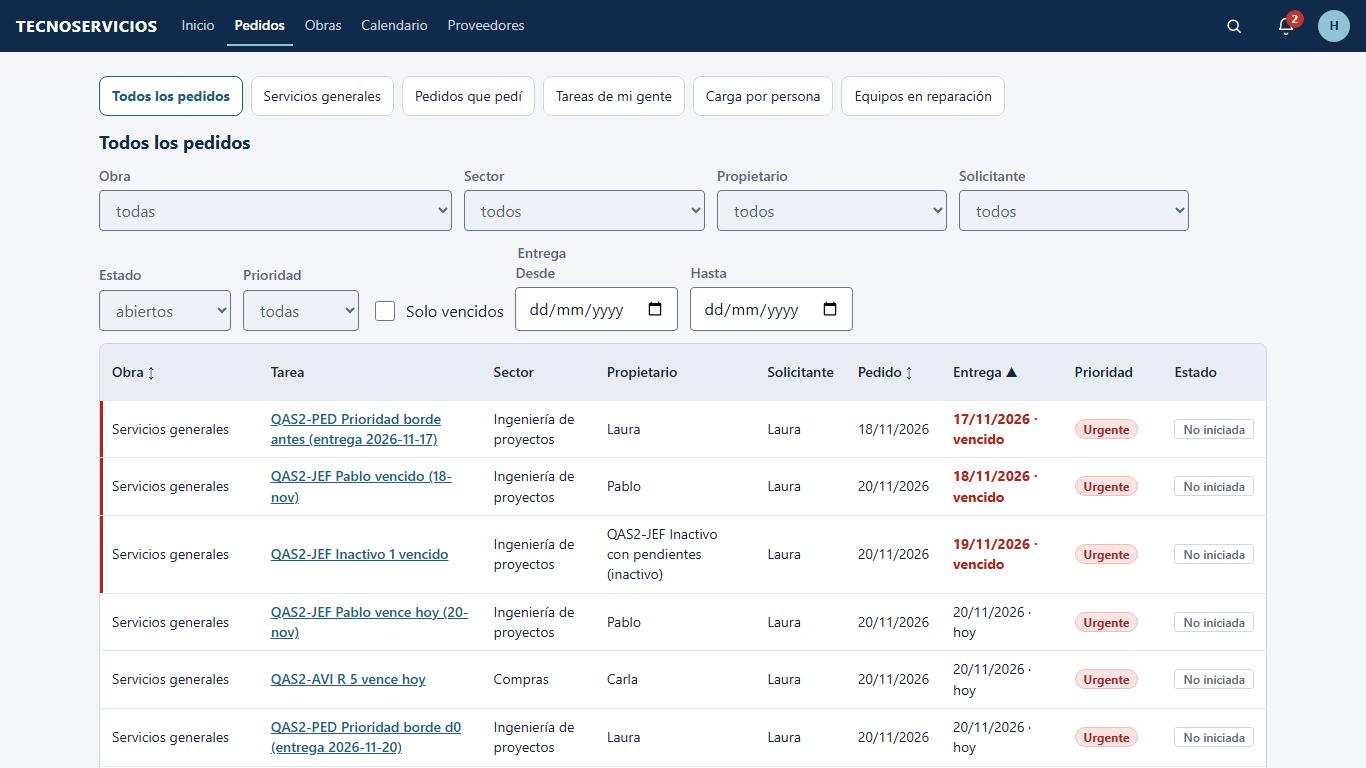 TECNOSERVICIOS Inicio Pedidos Obras Calendario Proveedores 2 H
Todos los pedidos Servicios generales Pedidos que pedí Tareas de mi gente Carga por persona Equipos en reparación
Todos los pedidos
Obra Sector Propietario Solicitante
todas todos todos todos
Entrega
Estado Prioridad Desde Hasta
abiertos todas Solo vencidos dd/mm/yyyy dd/mm/yyyy
Obra ↕ Tarea Sector Propietario Solicitante Pedido ↕ Entrega ▲ Prioridad Estado
Servicios generales QAS2-PED Prioridad borde antes (entrega 2026-11-17) Ingeniería de proyectos Laura Laura 18/11/2026 17/11/2026 · vencido Urgente No iniciada
Servicios generales QAS2-JEF Pablo vencido (18-nov) Ingeniería de proyectos Pablo Laura 20/11/2026 18/11/2026 · vencido Urgente No iniciada
Servicios generales QAS2-JEF Inactivo 1 vencido Ingeniería de proyectos QAS2-JEF Inactivo con pendientes (inactivo) Laura 20/11/2026 19/11/2026 · vencido Urgente No iniciada
Servicios generales QAS2-JEF Pablo vence hoy (20-nov) Ingeniería de proyectos Pablo Laura 20/11/2026 20/11/2026 · hoy Urgente No iniciada
Servicios generales QAS2-AVI R 5 vence hoy Compras Carla Laura 20/11/2026 20/11/2026 · hoy Urgente No iniciada
Servicios generales QAS2-PED Prioridad borde d0 (entrega 2026-11-20) Ingeniería de proyectos Laura Laura 20/11/2026 20/11/2026 · hoy Urgente No iniciada